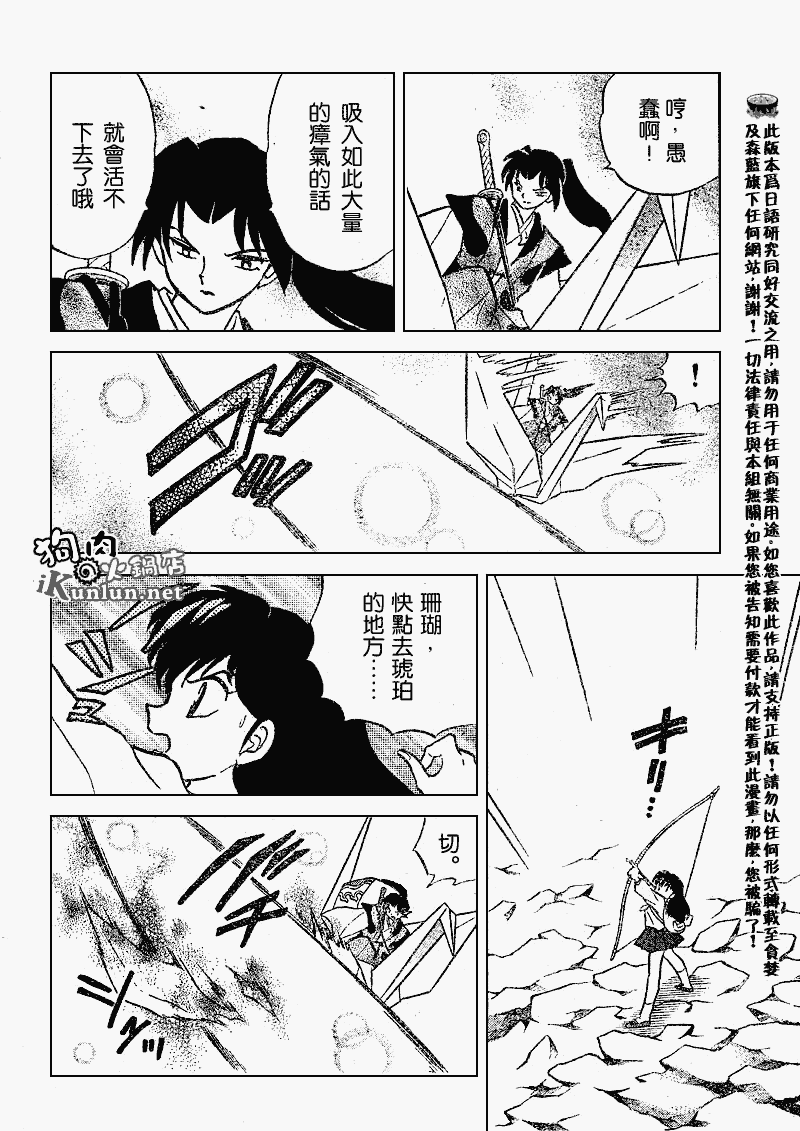 哼，愚
蠢啊！
吸入如此大量
的瘴氣的話
就會活不
下去了哦
！
ゴゴゴ
珊瑚，
快點去琥珀
的地方……
キ…
切。
此版本爲日語研究同好交流之用，請勿用于任何商業用途。如您喜歡此作品，請支持正版！請勿以任何形式轉載至貪婪
及森藍旗下任何網站，謝謝！一切法律責任與本組無關。如果您被告知需要付款才能看到此漫畫，那麼，您被騙了！
狗肉火鍋店
iKunlun.net